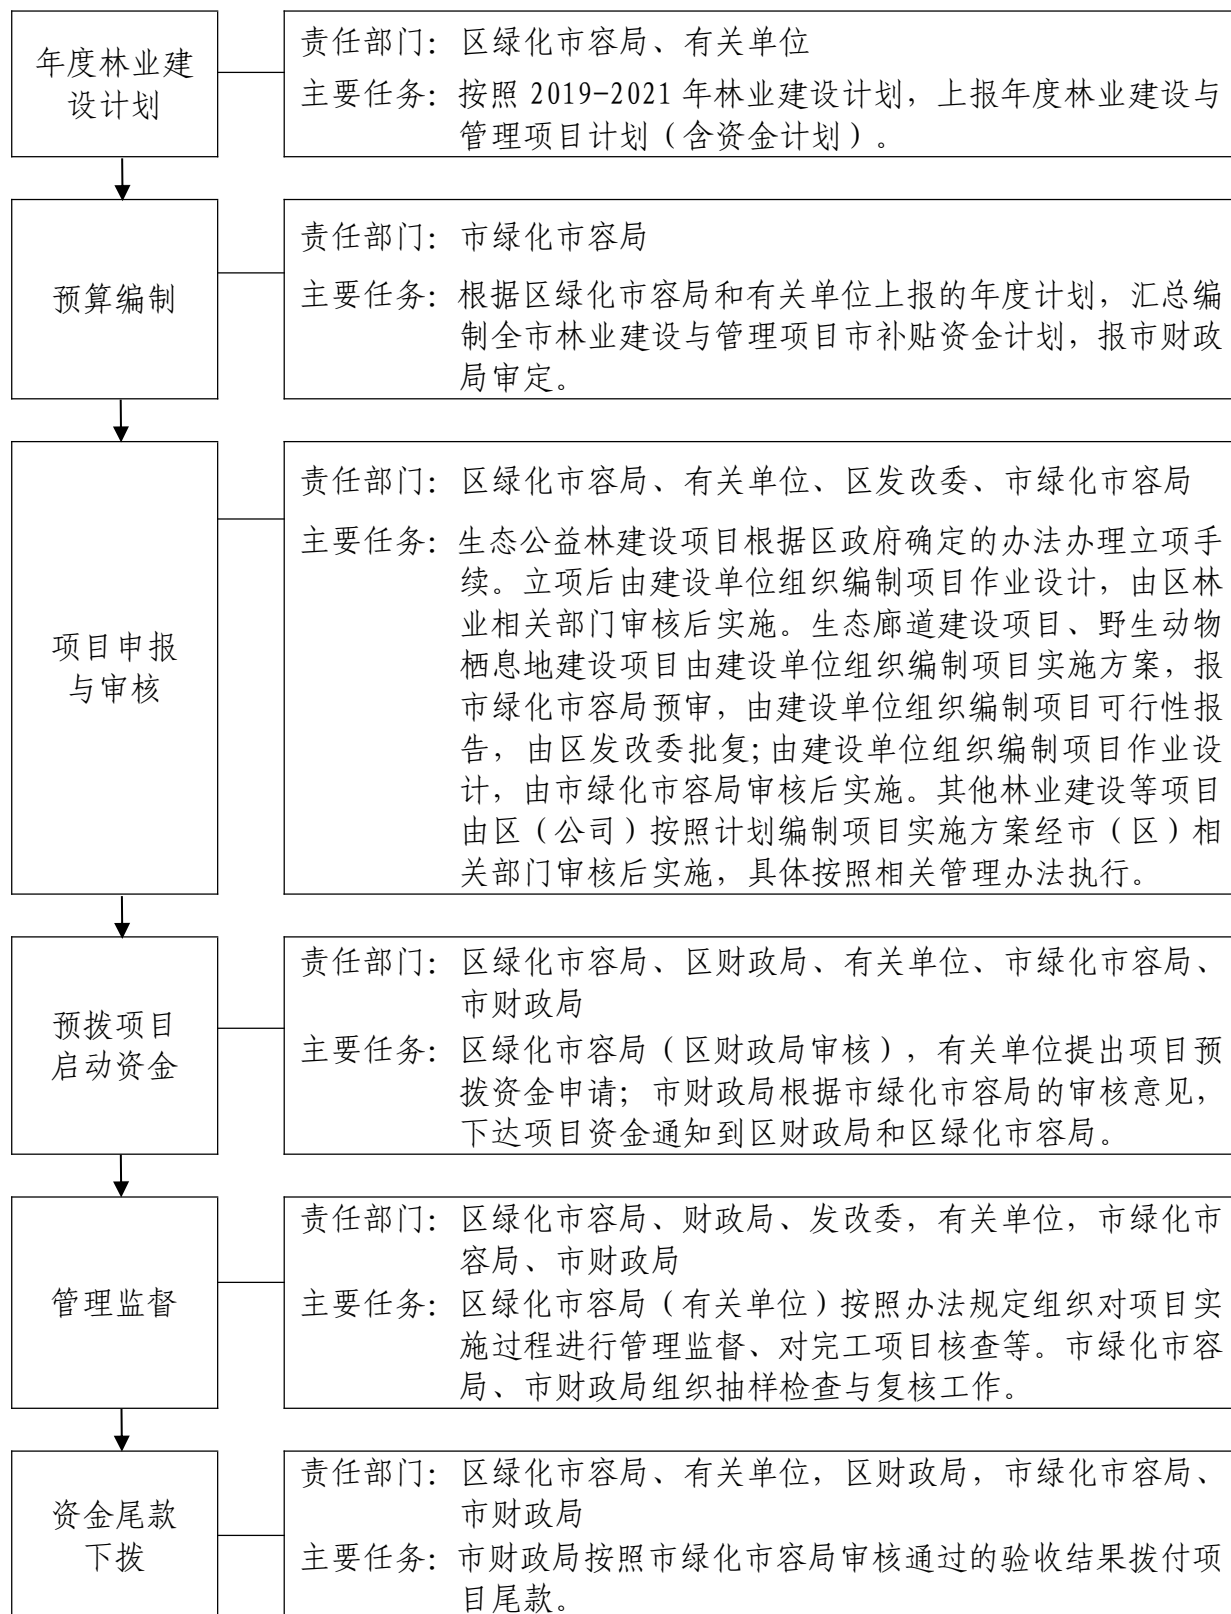 年度林业建
设计划
责任部门：区绿化市容局、有关单位
主要任务：按照 2019-2021 年林业建设计划，上报年度林业建设与
管理项目计划（含资金计划）。
预算编制
责任部门：市绿化市容局
主要任务：根据区绿化市容局和有关单位上报的年度计划，汇总编
制全市林业建设与管理项目市补贴资金计划，报市财政
局审定。
项目申报
与审核
责任部门：区绿化市容局、有关单位、区发改委、市绿化市容局
主要任务：生态公益林建设项目根据区政府确定的办法办理立项手
续。立项后由建设单位组织编制项目作业设计，由区林
业相关部门审核后实施。生态廊道建设项目、野生动物
栖息地建设项目由建设单位组织编制项目实施方案，报
市绿化市容局预审，由建设单位组织编制项目可行性报
告，由区发改委批复；由建设单位组织编制项目作业设
计，由市绿化市容局审核后实施。其他林业建设等项目
由区（公司）按照计划编制项目实施方案经市（区）相
关部门审核后实施，具体按照相关管理办法执行。
预拨项目
启动资金
责任部门：区绿化市容局、区财政局、有关单位、市绿化市容局、
市财政局
主要任务：区绿化市容局（区财政局审核），有关单位提出项目预
拨资金申请；市财政局根据市绿化市容局的审核意见，
下达项目资金通知到区财政局和区绿化市容局。
管理监督
责任部门：区绿化市容局、财政局、发改委，有关单位，市绿化市
容局、市财政局
主要任务：区绿化市容局（有关单位）按照办法规定组织对项目实
施过程进行管理监督、对完工项目核查等。市绿化市容
局、市财政局组织抽样检查与复核工作。
资金尾款
下拨
责任部门：区绿化市容局、有关单位，区财政局，市绿化市容局、
市财政局
主要任务：市财政局按照市绿化市容局审核通过的验收结果拨付项
目尾款。